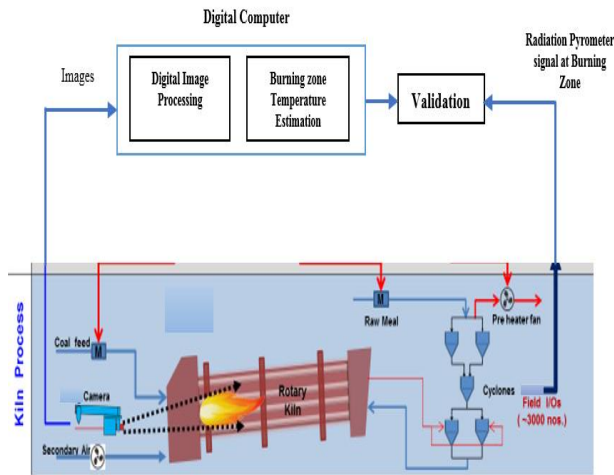 Digital Computer
Images
Digital Image
Processing
Burning zone
Temperature
Estimation
Validation
Radiation Pyrometer
signal at Burning
Zone
Kiln Process
Coal feed
M
Camera
Secondary Air
Rotary
Kiln
M
Raw Meal
Pre heater fan
Cyclones
Field I/Os
(~3000 nos.)